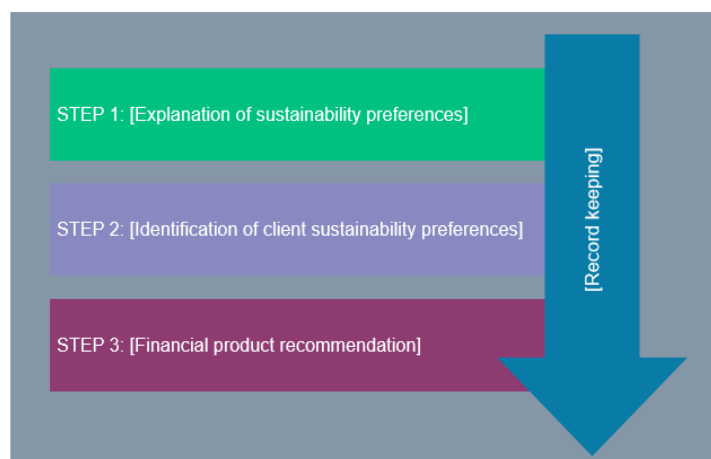 STEP 1: [Explanation of sustainability preferences]
STEP 2: [Identification of client sustainability preferences]
STEP 3: [Financial product recommendation]
[Record keeping]